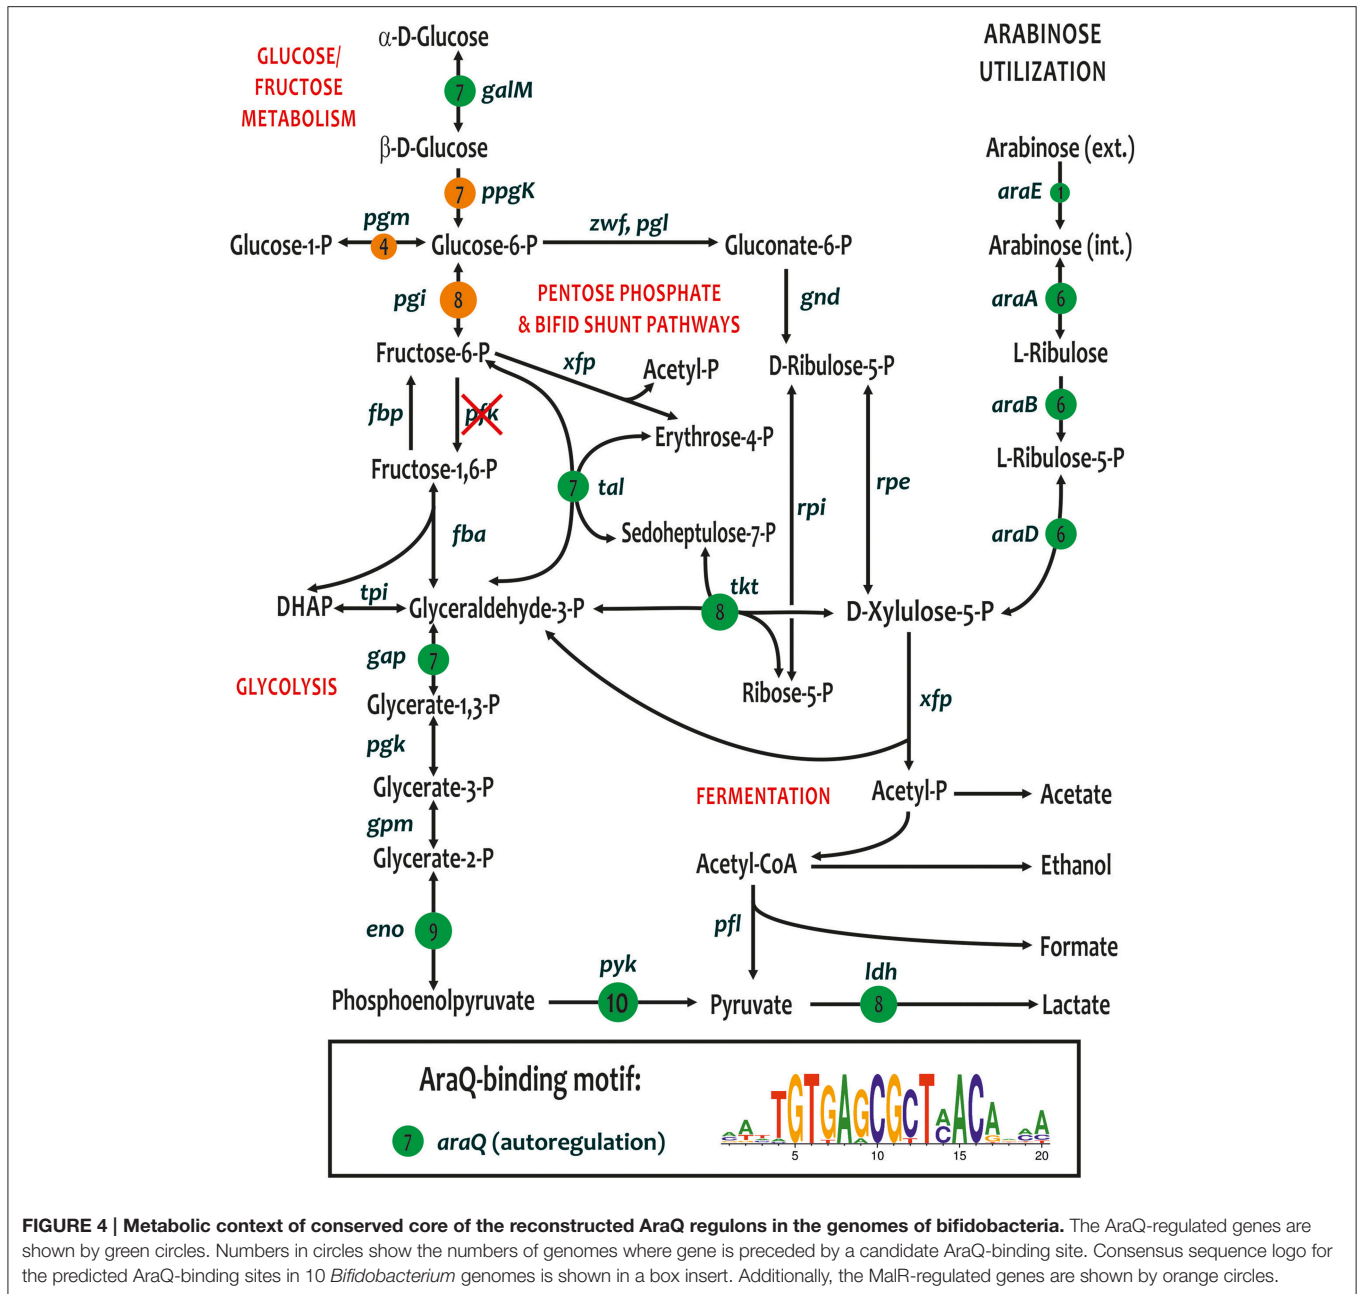 α-D-Glucose
GLUCOSE/
FRUCTOSE
METABOLISM
7
galM
β-D-Glucose
7
ppgK
pgm
Glucose-1-P
4
Glucose-6-P
zwf, pgl
Gluconate-6-P
pgi
8
PENTOSE PHOSPHATE
& BIFID SHUNT PATHWAYS
gnd
Fructose-6-P
xfp
Acetyl-P
D-Ribulose-5-P
fbp
pfk
Erythrose-4-P
Fructose-1,6-P
7
tal
rpi
rpe
fba
Sedoheptulose-7-P
DHAP
tpi
Glyceraldehyde-3-P
tkt
8
D-Xylulose-5-P
ARABINOSE
UTILIZATION
Arabinose (ext.)
araE
1
Arabinose (int.)
araA
6
L-Ribulose
araB
6
L-Ribulose-5-P
araD
6
gap
7
GLYCOLYSIS
Glycerate-1,3-P
Ribose-5-P
xfp
pgk
Glycerate-3-P
FERMENTATION
Acetyl-P
Acetate
gpm
Glycerate-2-P
Acetyl-CoA
Ethanol
eno
9
pfl
Formate
pyk
ldh
Phosphoenolpyruvate
10
Pyruvate
8
Lactate
AraQ-binding motif:
7
araQ (autoregulation)
TGTGAGCGCT
ACA
A
5
10
15
20
FIGURE 4 | Metabolic context of conserved core of the reconstructed AraQ regulons in the genomes of bifidobacteria. The AraQ-regulated genes are
shown by green circles. Numbers in circles show the numbers of genomes where gene is preceded by a candidate AraQ-binding site. Consensus sequence logo for
the predicted AraQ-binding sites in 10 Bifidobacterium genomes is shown in a box insert. Additionally, the MalR-regulated genes are shown by orange circles.